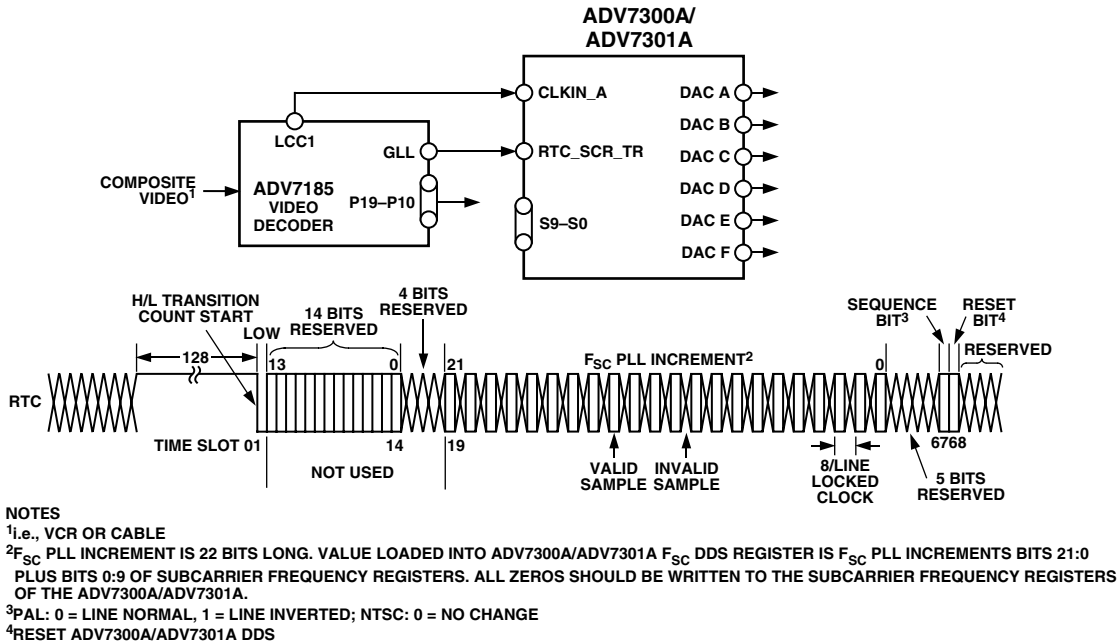 ADV7300A/
ADV7301A
CLKIN_A
DAC A
DAC B
LCC1
GLL
RTC_SCR_TR
DAC C
COMPOSITE
VIDEO1
ADV7185
VIDEO
DECODER
P19–P10
DAC D
S9–S0
DAC E
DAC F
H/L TRANSITION
COUNT START
LOW
14 BITS
RESERVED
4 BITS
RESERVED
SEQUENCE
BIT3
RESET
BIT4
RESERVED
128
13
0
21
FSC PLL INCREMENT2
0
RTC
TIME SLOT 01
14
19
6768
NOT USED
VALID
SAMPLE
INVALID
SAMPLE
8/LINE
LOCKED
CLOCK
5 BITS
RESERVED
NOTES
1i.e., VCR OR CABLE
2FSC PLL INCREMENT IS 22 BITS LONG. VALUE LOADED INTO ADV7300A/ADV7301A FSC DDS REGISTER IS FSC PLL INCREMENTS BITS 21:0
PLUS BITS 0:9 OF SUBCARRIER FREQUENCY REGISTERS. ALL ZEROS SHOULD BE WRITTEN TO THE SUBCARRIER FREQUENCY REGISTERS
OF THE ADV7300A/ADV7301A.
3PAL: 0 = LINE NORMAL, 1 = LINE INVERTED; NTSC: 0 = NO CHANGE
4RESET ADV7300A/ADV7301A DDS